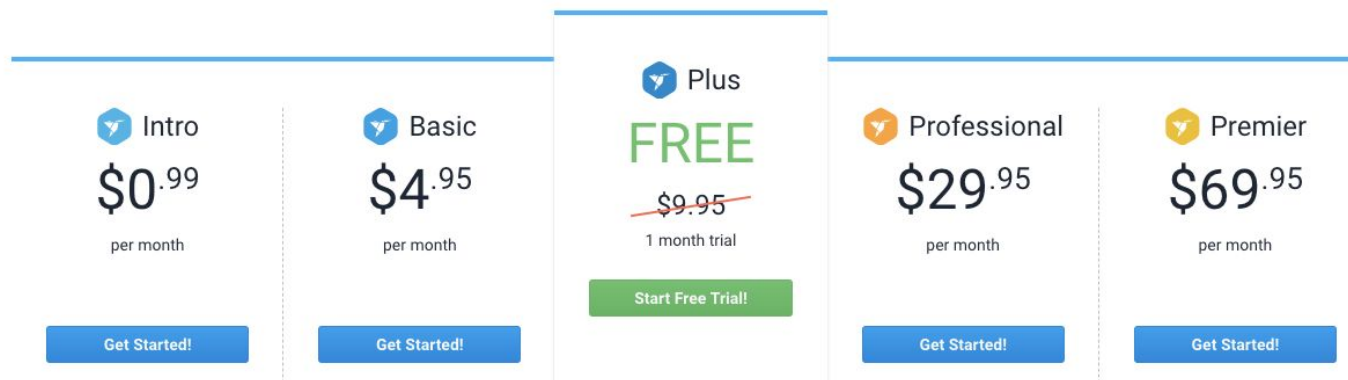 Intro
$0.99
per month
Get Started!
Basic
$4.95
per month
Get Started!
Plus
FREE
$9.95
1 month trial
Start Free Trial!
Professional
$29.95
per month
Get Started!
Premier
$69.95
per month
Get Started!